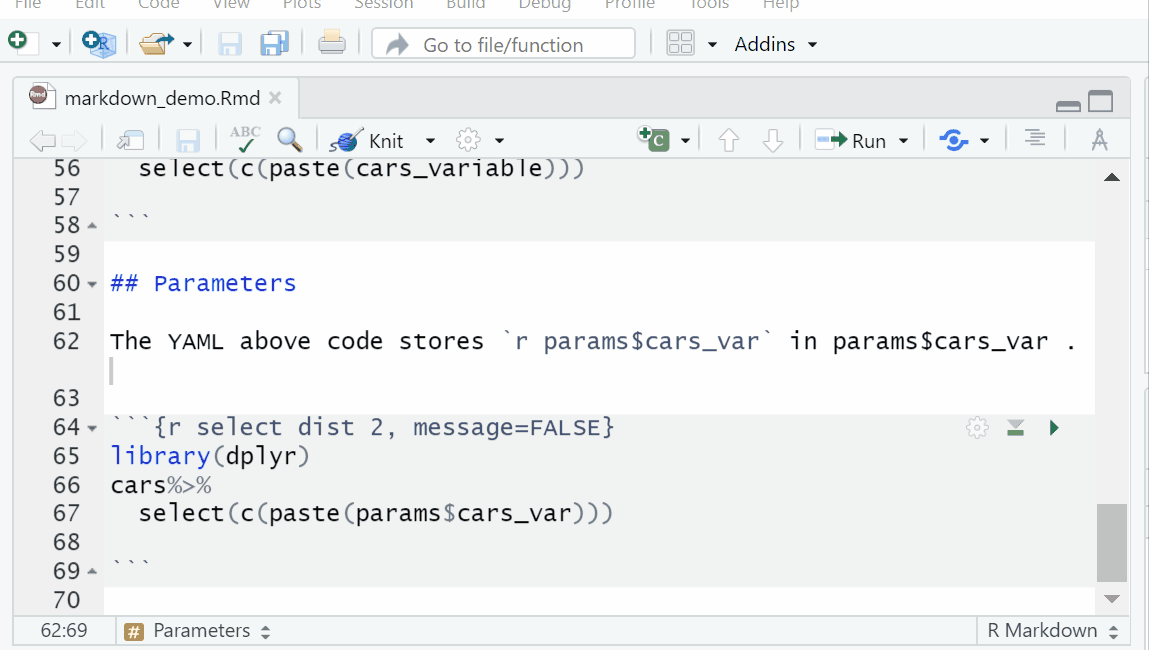 File Edit Code View Plots Session Build Debug Profile Tools Help
Go to file/function Addins
markdown_demo.Rmd
ABC Knit Run
56   select(c(paste(cars_variable)))
57
58 ```
59
60 ## Parameters
61
62 The YAML above code stores `r params$cars_var` in params$cars_var .
63
64 ```{r select dist 2, message=FALSE}
65 library(dplyr)
66 cars%>%
67   select(c(paste(params$cars_var)))
68
69 ```
70
62:69 # Parameters R Markdown